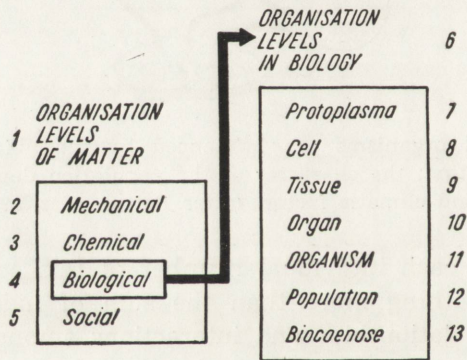 ORGANISATION
LEVELS
OF MATTER
1
2 Mechanical
3 Chemical
4 Biological
5 Social
ORGANISATION
LEVELS
IN BIOLOGY
6
Protoplasma 7
Cell 8
Tissue 9
Organ 10
ORGANISM 11
Population 12
Biocoenose 13